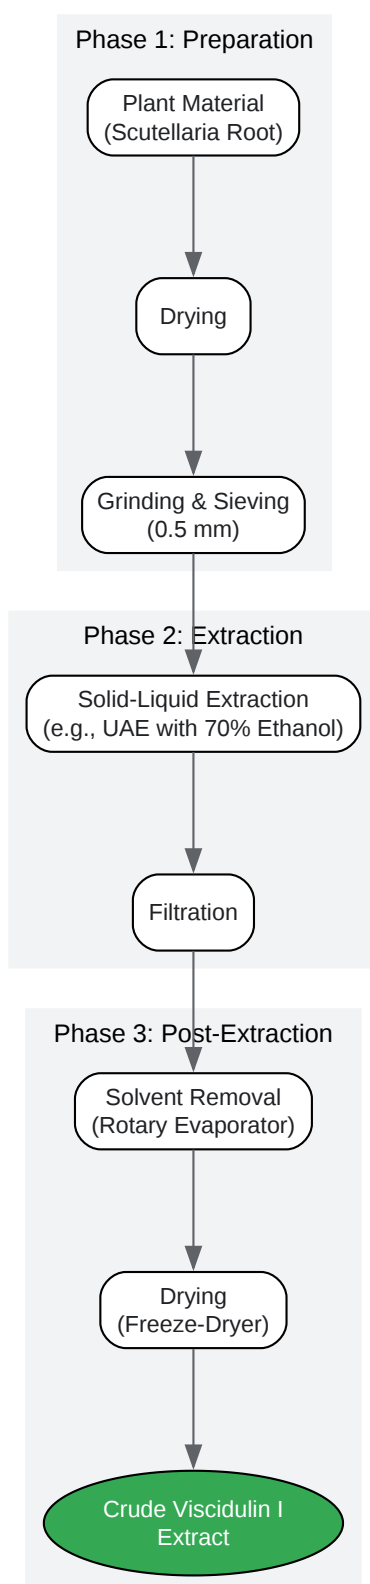 Phase 1: Preparation
Plant Material
(Scutellaria Root)
Drying
Grinding & Sieving
(0.5 mm)
Phase 2: Extraction
Solid-Liquid Extraction
(e.g., UAE with 70% Ethanol)
Filtration
Phase 3: Post-Extraction
Solvent Removal
(Rotary Evaporator)
Drying
(Freeze-Dryer)
Crude Viscidulin I
Extract